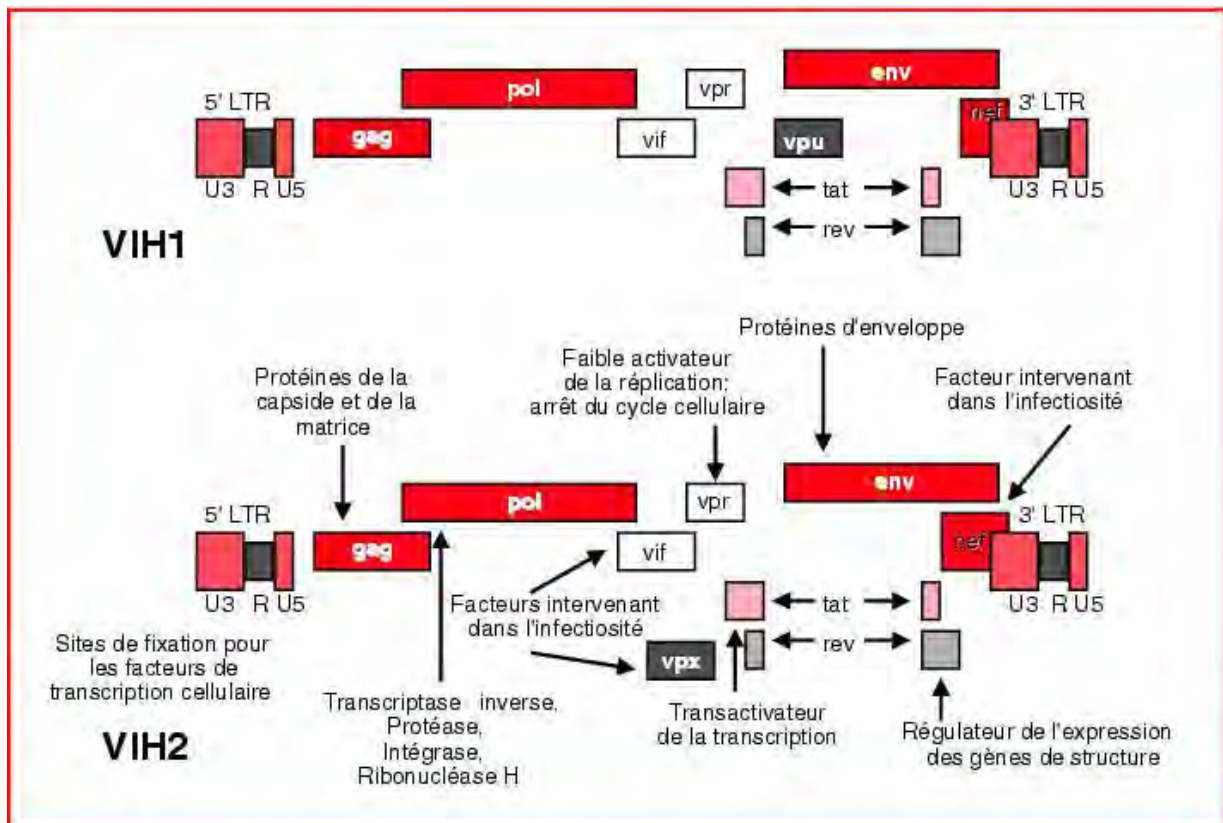 env
pol
vpr
5' LTR
nef
3' LTR
gag
vif
vpu
U3 R U5
tat
U3 R U5
rev
VIH1
Protéines d'enveloppe
Faible activateur
de la réplication;
arrêt du cycle cellulaire
Protéines de la
capside et de la
matrice
Facteur intervenant
dans l'infectiosité
env
pol
vpr
5' LTR
3' LTR
gag
vif
nef
U3 R U5
Facteurs intervenant
dans l'infectiosité
tat
U3 R U5
rev
vpx
Sites de fixation pour
les facteurs de
transcription cellulaire
Transcriptase inverse,
Protéase,
Intégrase,
Ribonucléase H
Transactivateur
de la transcription
Régulateur de l'expression
des gènes de structure
VIH2